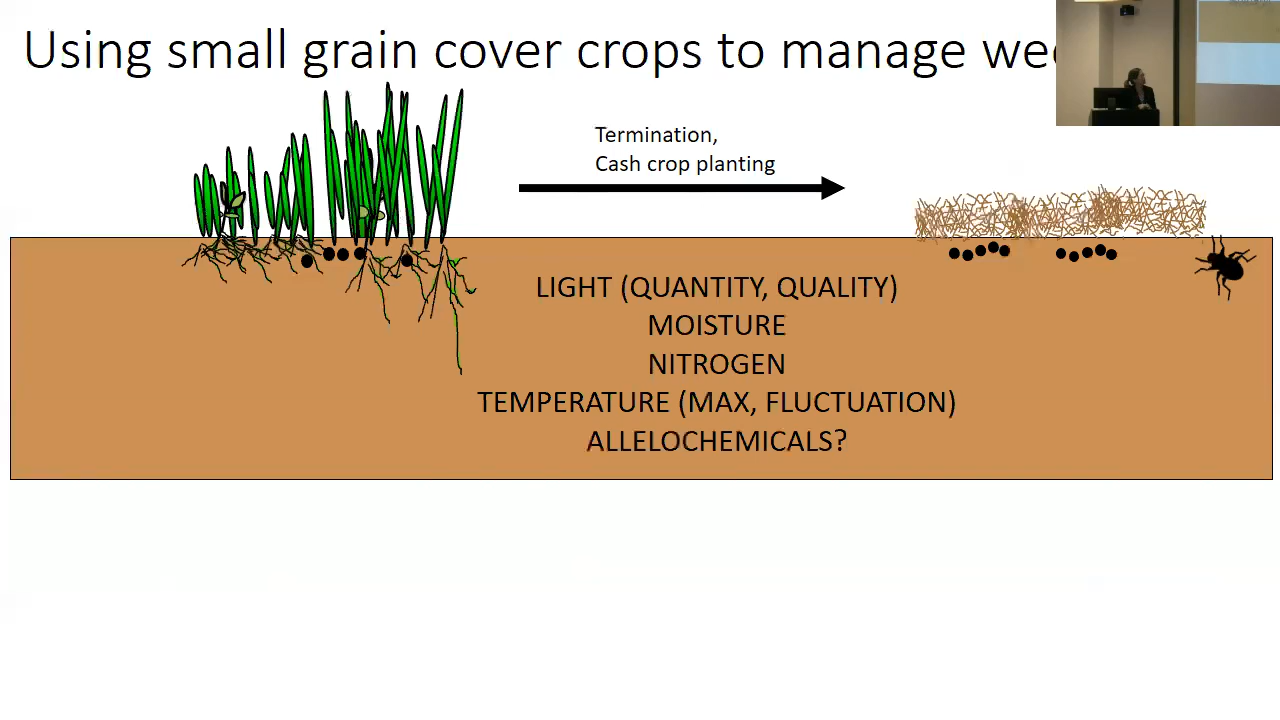 Using small grain cover crops to manage
Termination,
Cash crop planting
LIGHT (QUANTITY, QUALITY)
MOISTURE
NITROGEN
TEMPERATURE (MAX, FLUCTUATION)
ALLELOCHEMICALS?